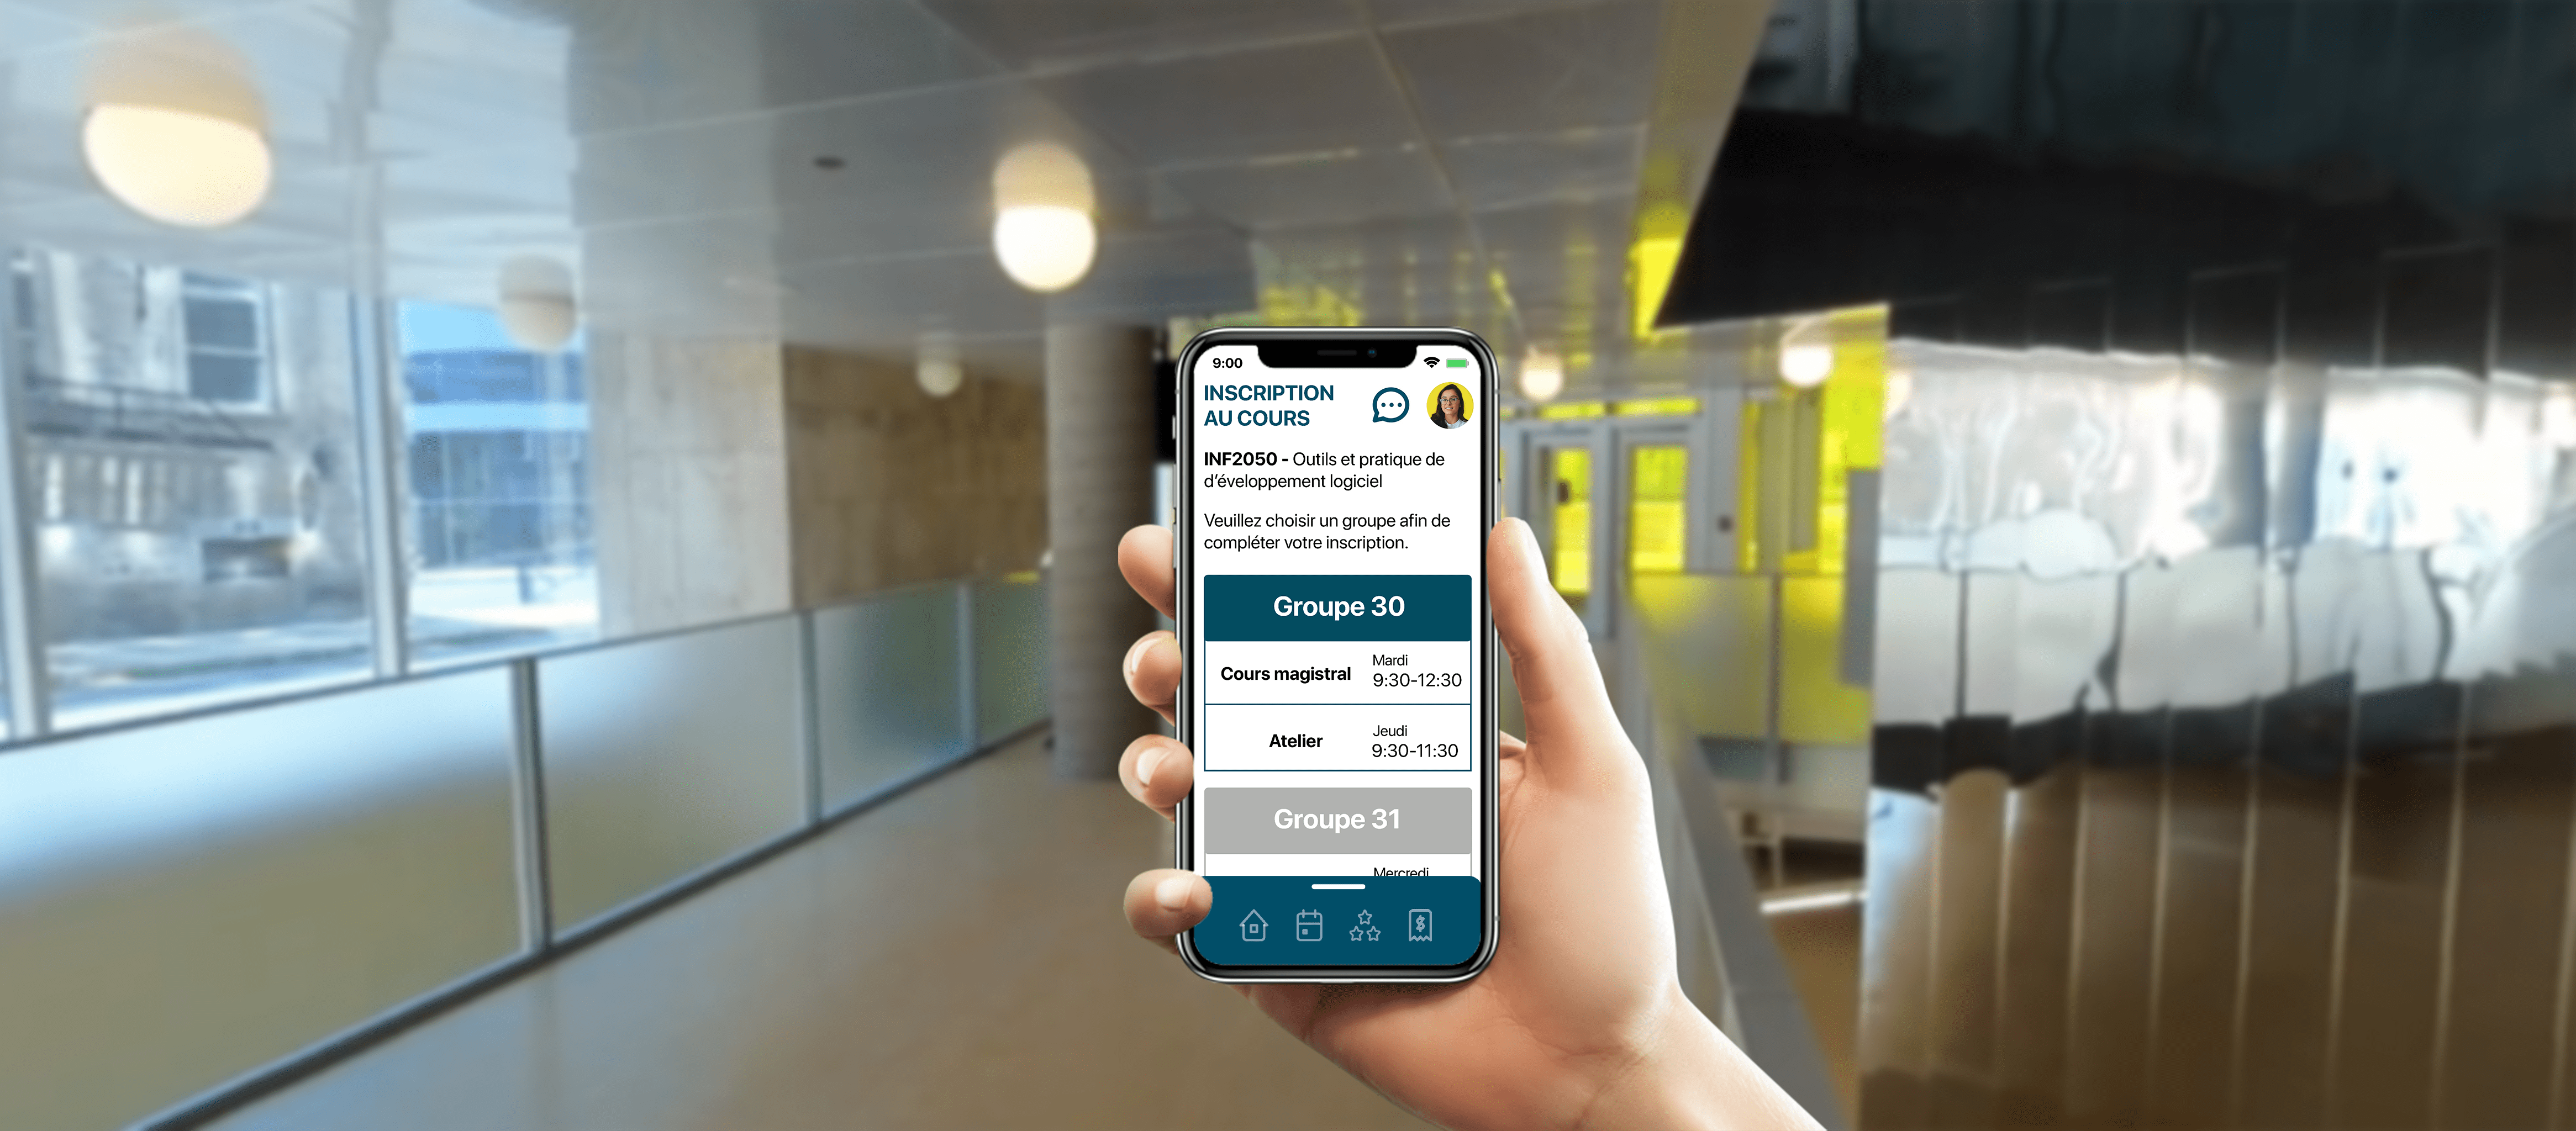 9:00
INSCRIPTION
AU COURS
INF2050 - Outils et pratique de
d'éveloppement logiciel
Veuillez choisir un groupe afin de
compléter votre inscription.
Groupe 30
Cours magistral
Mardi
9:30-12:30
Atelier
Jeudi
9:30-11:30
Groupe 31
Mercredi
$